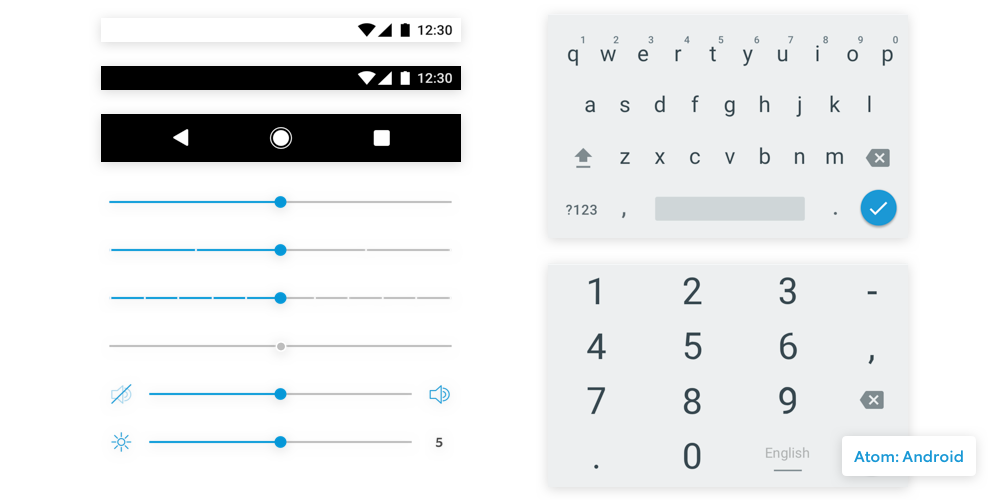 12:30
12:30
5
1 2 3 4 5 6 7 8 9 0
q w e r t y u i o p
a s d f g h j k l
z x c v b n m
?123 , .
1 2 3 -
4 5 6 ,
7 8 9
. 0 English
Atom: Android